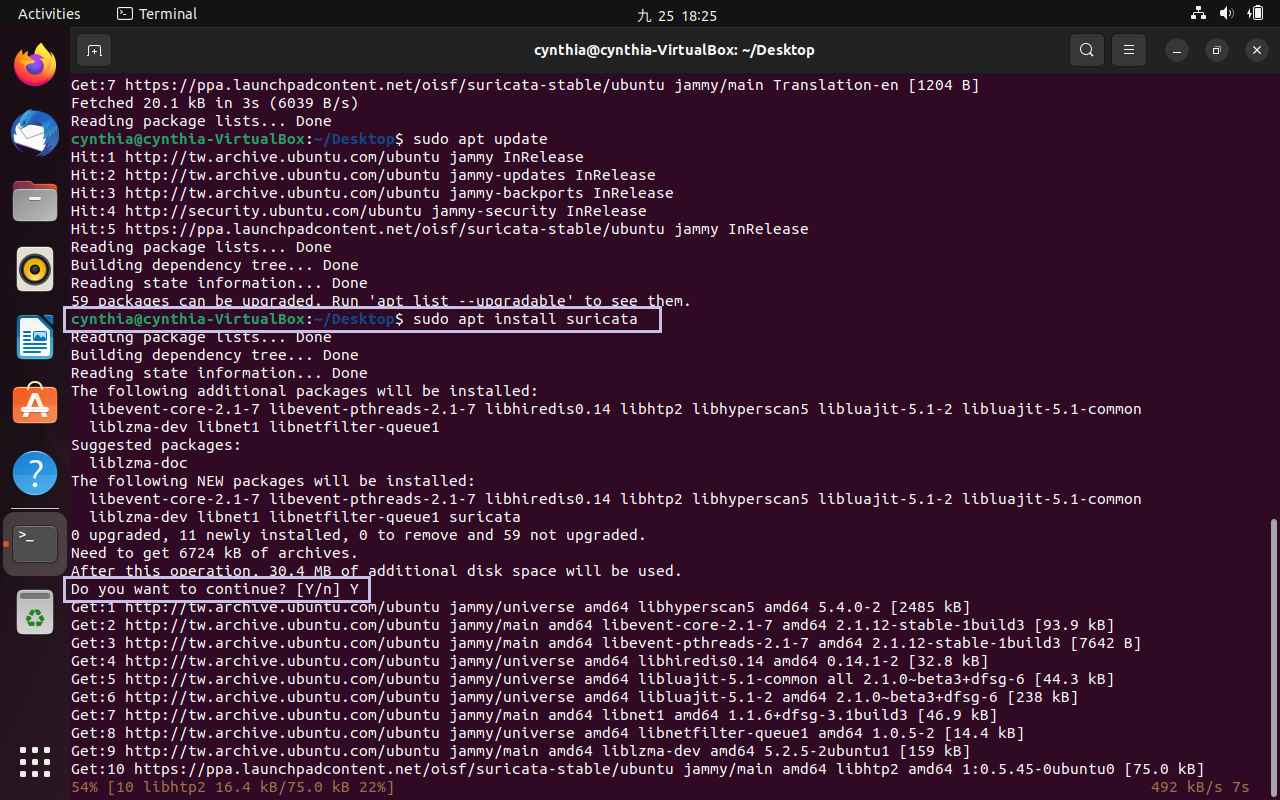 Activities Terminal 九 25 18:25
cynthia@cynthia-VirtualBox: ~/Desktop
Get:7 https://ppa.launchpadcontent.net/oisf/suricata-stable/ubuntu jammy/main Translation-en [1204 B]
Fetched 20.1 kB in 3s (6039 B/s)
Reading package lists... Done
cynthia@cynthia-VirtualBox:~/Desktop$ sudo apt update
Hit:1 http://tw.archive.ubuntu.com/ubuntu jammy InRelease
Hit:2 http://tw.archive.ubuntu.com/ubuntu jammy-updates InRelease
Hit:3 http://tw.archive.ubuntu.com/ubuntu jammy-backports InRelease
Hit:4 http://security.ubuntu.com/ubuntu jammy-security InRelease
Hit:5 https://ppa.launchpadcontent.net/oisf/suricata-stable/ubuntu jammy InRelease
Reading package lists... Done
Building dependency tree... Done
Reading state information... Done
59 packages can be upgraded. Run 'apt list --upgradable' to see them.
cynthia@cynthia-VirtualBox:~/Desktop$ sudo apt install suricata
Reading package lists... Done
Building dependency tree... Done
Reading state information... Done
The following additional packages will be installed:
  libevent-core-2.1-7 libevent-pthreads-2.1-7 libhiredis0.14 libhtp2 libhyperscan5 libluajit-5.1-2 libluajit-5.1-common
  liblzma-dev libnet1 libnetfilter-queue1
Suggested packages:
  liblzma-doc
The following NEW packages will be installed:
  libevent-core-2.1-7 libevent-pthreads-2.1-7 libhiredis0.14 libhtp2 libhyperscan5 libluajit-5.1-2 libluajit-5.1-common
  liblzma-dev libnet1 libnetfilter-queue1 suricata
0 upgraded, 11 newly installed, 0 to remove and 59 not upgraded.
Need to get 6724 kB of archives.
After this operation, 30.4 MB of additional disk space will be used.
Do you want to continue? [Y/n] Y
Get:1 http://tw.archive.ubuntu.com/ubuntu jammy/universe amd64 libhyperscan5 amd64 5.4.0-2 [2485 kB]
Get:2 http://tw.archive.ubuntu.com/ubuntu jammy/main amd64 libevent-core-2.1-7 amd64 2.1.12-stable-1build3 [93.9 kB]
Get:3 http://tw.archive.ubuntu.com/ubuntu jammy/main amd64 libevent-pthreads-2.1-7 amd64 2.1.12-stable-1build3 [7642 B]
Get:4 http://tw.archive.ubuntu.com/ubuntu jammy/universe amd64 libhiredis0.14 amd64 0.14.1-2 [32.8 kB]
Get:5 http://tw.archive.ubuntu.com/ubuntu jammy/universe amd64 libluajit-5.1-common all 2.1.0~beta3+dfsg-6 [44.3 kB]
Get:6 http://tw.archive.ubuntu.com/ubuntu jammy/universe amd64 libluajit-5.1-2 amd64 2.1.0~beta3+dfsg-6 [238 kB]
Get:7 http://tw.archive.ubuntu.com/ubuntu jammy/main amd64 libnet1 amd64 1.1.6+dfsg-3.1build3 [46.9 kB]
Get:8 http://tw.archive.ubuntu.com/ubuntu jammy/universe amd64 libnetfilter-queue1 amd64 1.0.5-2 [14.4 kB]
Get:9 http://tw.archive.ubuntu.com/ubuntu jammy/main amd64 liblzma-dev amd64 5.2.5-2ubuntu1 [159 kB]
Get:10 https://ppa.launchpadcontent.net/oisf/suricata-stable/ubuntu jammy/main amd64 libhtp2 amd64 1:0.5.45-0ubuntu0 [75.0 kB]
54% [10 libhtp2 16.4 kB/75.0 kB 22%] 492 kB/s 7s